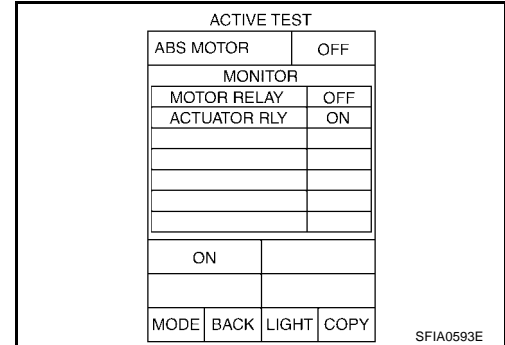 ACTIVE TEST
ABS MOTOR OFF
MONITOR
MOTOR RELAY OFF
ACTUATOR RLY ON
ON
MODE BACK LIGHT COPY
SFIA0593E